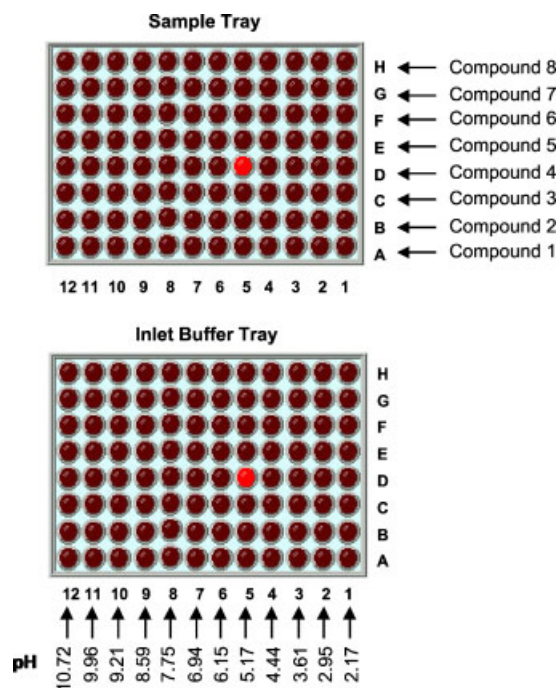 Sample Tray
H Compound 8
G Compound 7
F Compound 6
E Compound 5
D Compound 4
C Compound 3
B Compound 2
A Compound 1
12 11 10 9 8 7 6 5 4 3 2 1
Inlet Buffer Tray
H
G
F
E
D
C
B
A
12 11 10 9 8 7 6 5 4 3 2 1
pH 10.72 9.96 9.21 8.59 7.75 6.94 6.15 5.17 4.44 3.61 2.95 2.17